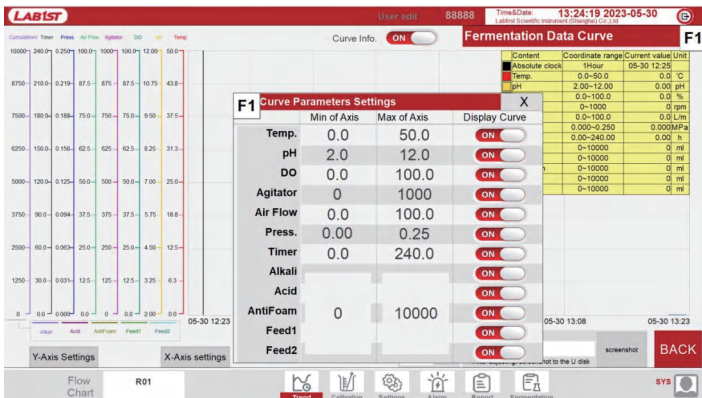 LAB1ST
User edit 88888 Time&Date: 13:24:19 2023-05-30
Lab1st Scientific Instrument (Shanghai) Co.,Ltd.
Curve Info. ON Fermentation Data Curve F1
Timer Press Air Flow Agitator DO Temp.
10000 240.0 0.250 100.0 1000 100.0 12.00 50.0
8750 210.0 0.219 87.5 875 87.5 10.75 43.8
7500 180.0 0.188 75.0 750 75.0 9.50 37.5
6250 150.0 0.156 62.5 625 62.5 8.25 31.3
5000 120.0 0.125 50.0 500 50.0 7.00 25.0
3750 90.0 0.094 37.5 375 37.5 5.75 18.8
2500 60.0 0.063 25.0 250 25.0 4.50 12.5
1250 30.0 0.031 12.5 125 12.5 3.25 6.3
0 0.0 0.000 0.0 0 0.0 2.00 0.0
Alkali Acid AntiFoam Feed1 Feed2
05-30 12:23
05-30 13:08
05-30 13:23
Content Coordinate range Current value Unit
Absolute clock 1Hour 05-30 12:25
Temp. 0.0~50.0 0.0 °C
pH 2.00~12.00 0.00 pH
0.0~100.0 0.0 %
0~1000 0 rpm
0.0~100.0 0.0 L/m
0.000~0.250 0.000 MPa
0.00~240.00 0.00 h
0~10000 0 ml
0~10000 0 ml
0~10000 0 ml
0~10000 0 ml
0~10000 0 ml
F1 Curve Parameters Settings X
Min of Axis Max of Axis Display Curve
Temp. 0.0 50.0 ON
pH 2.0 12.0 ON
DO 0.0 100.0 ON
Agitator 0 1000 ON
Air Flow 0.0 100.0 ON
Press. 0.00 0.25 ON
Timer 0.0 240.0 ON
Alkali ON
Acid ON
AntiFoam 0 10000 ON
Feed1 ON
Feed2 ON
Y-Axis Settings X-Axis settings
screenshot BACK
to the U disk
Flow Chart R01 Trend Calibration Settings Alarm Report Fermentation SYS